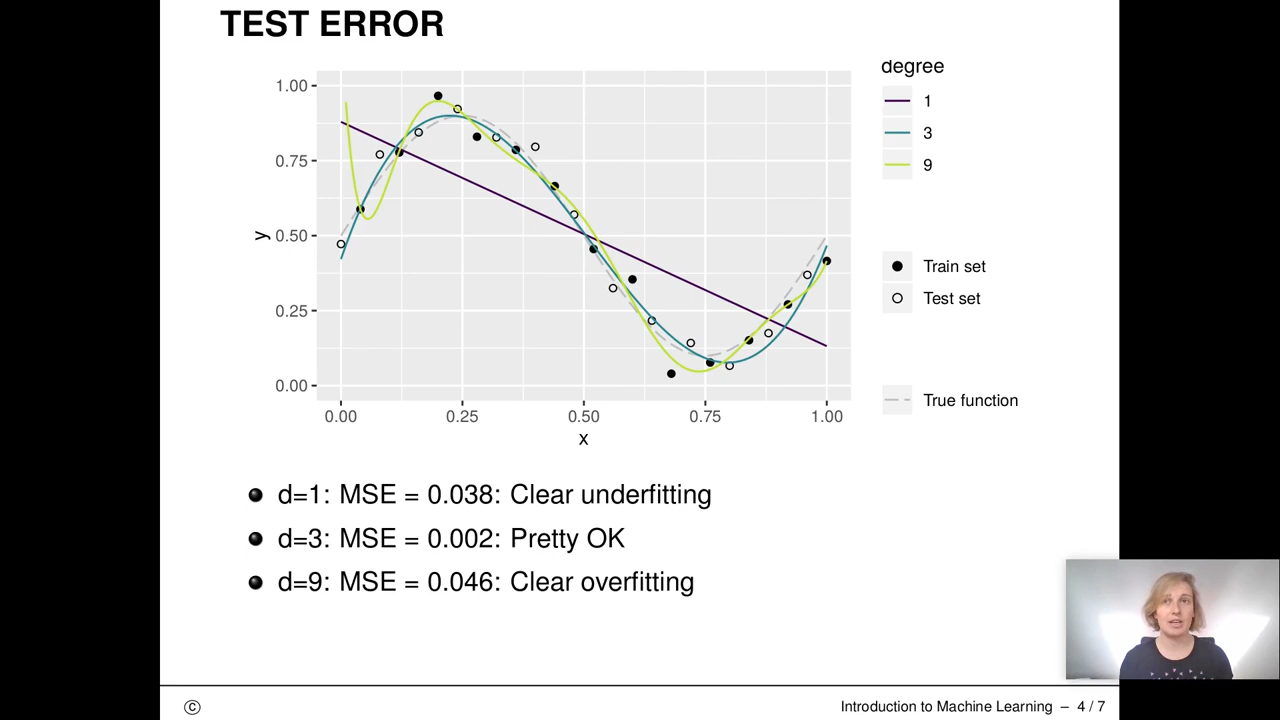 TEST ERROR
degree
1
3
9
Train set
Test set
True function
1.00
0.75
0.50
0.25
0.00
y
0.00 0.25 0.50 0.75 1.00
x
d=1: MSE = 0.038: Clear underfitting
d=3: MSE = 0.002: Pretty OK
d=9: MSE = 0.046: Clear overfitting
© Introduction to Machine Learning – 4 / 7